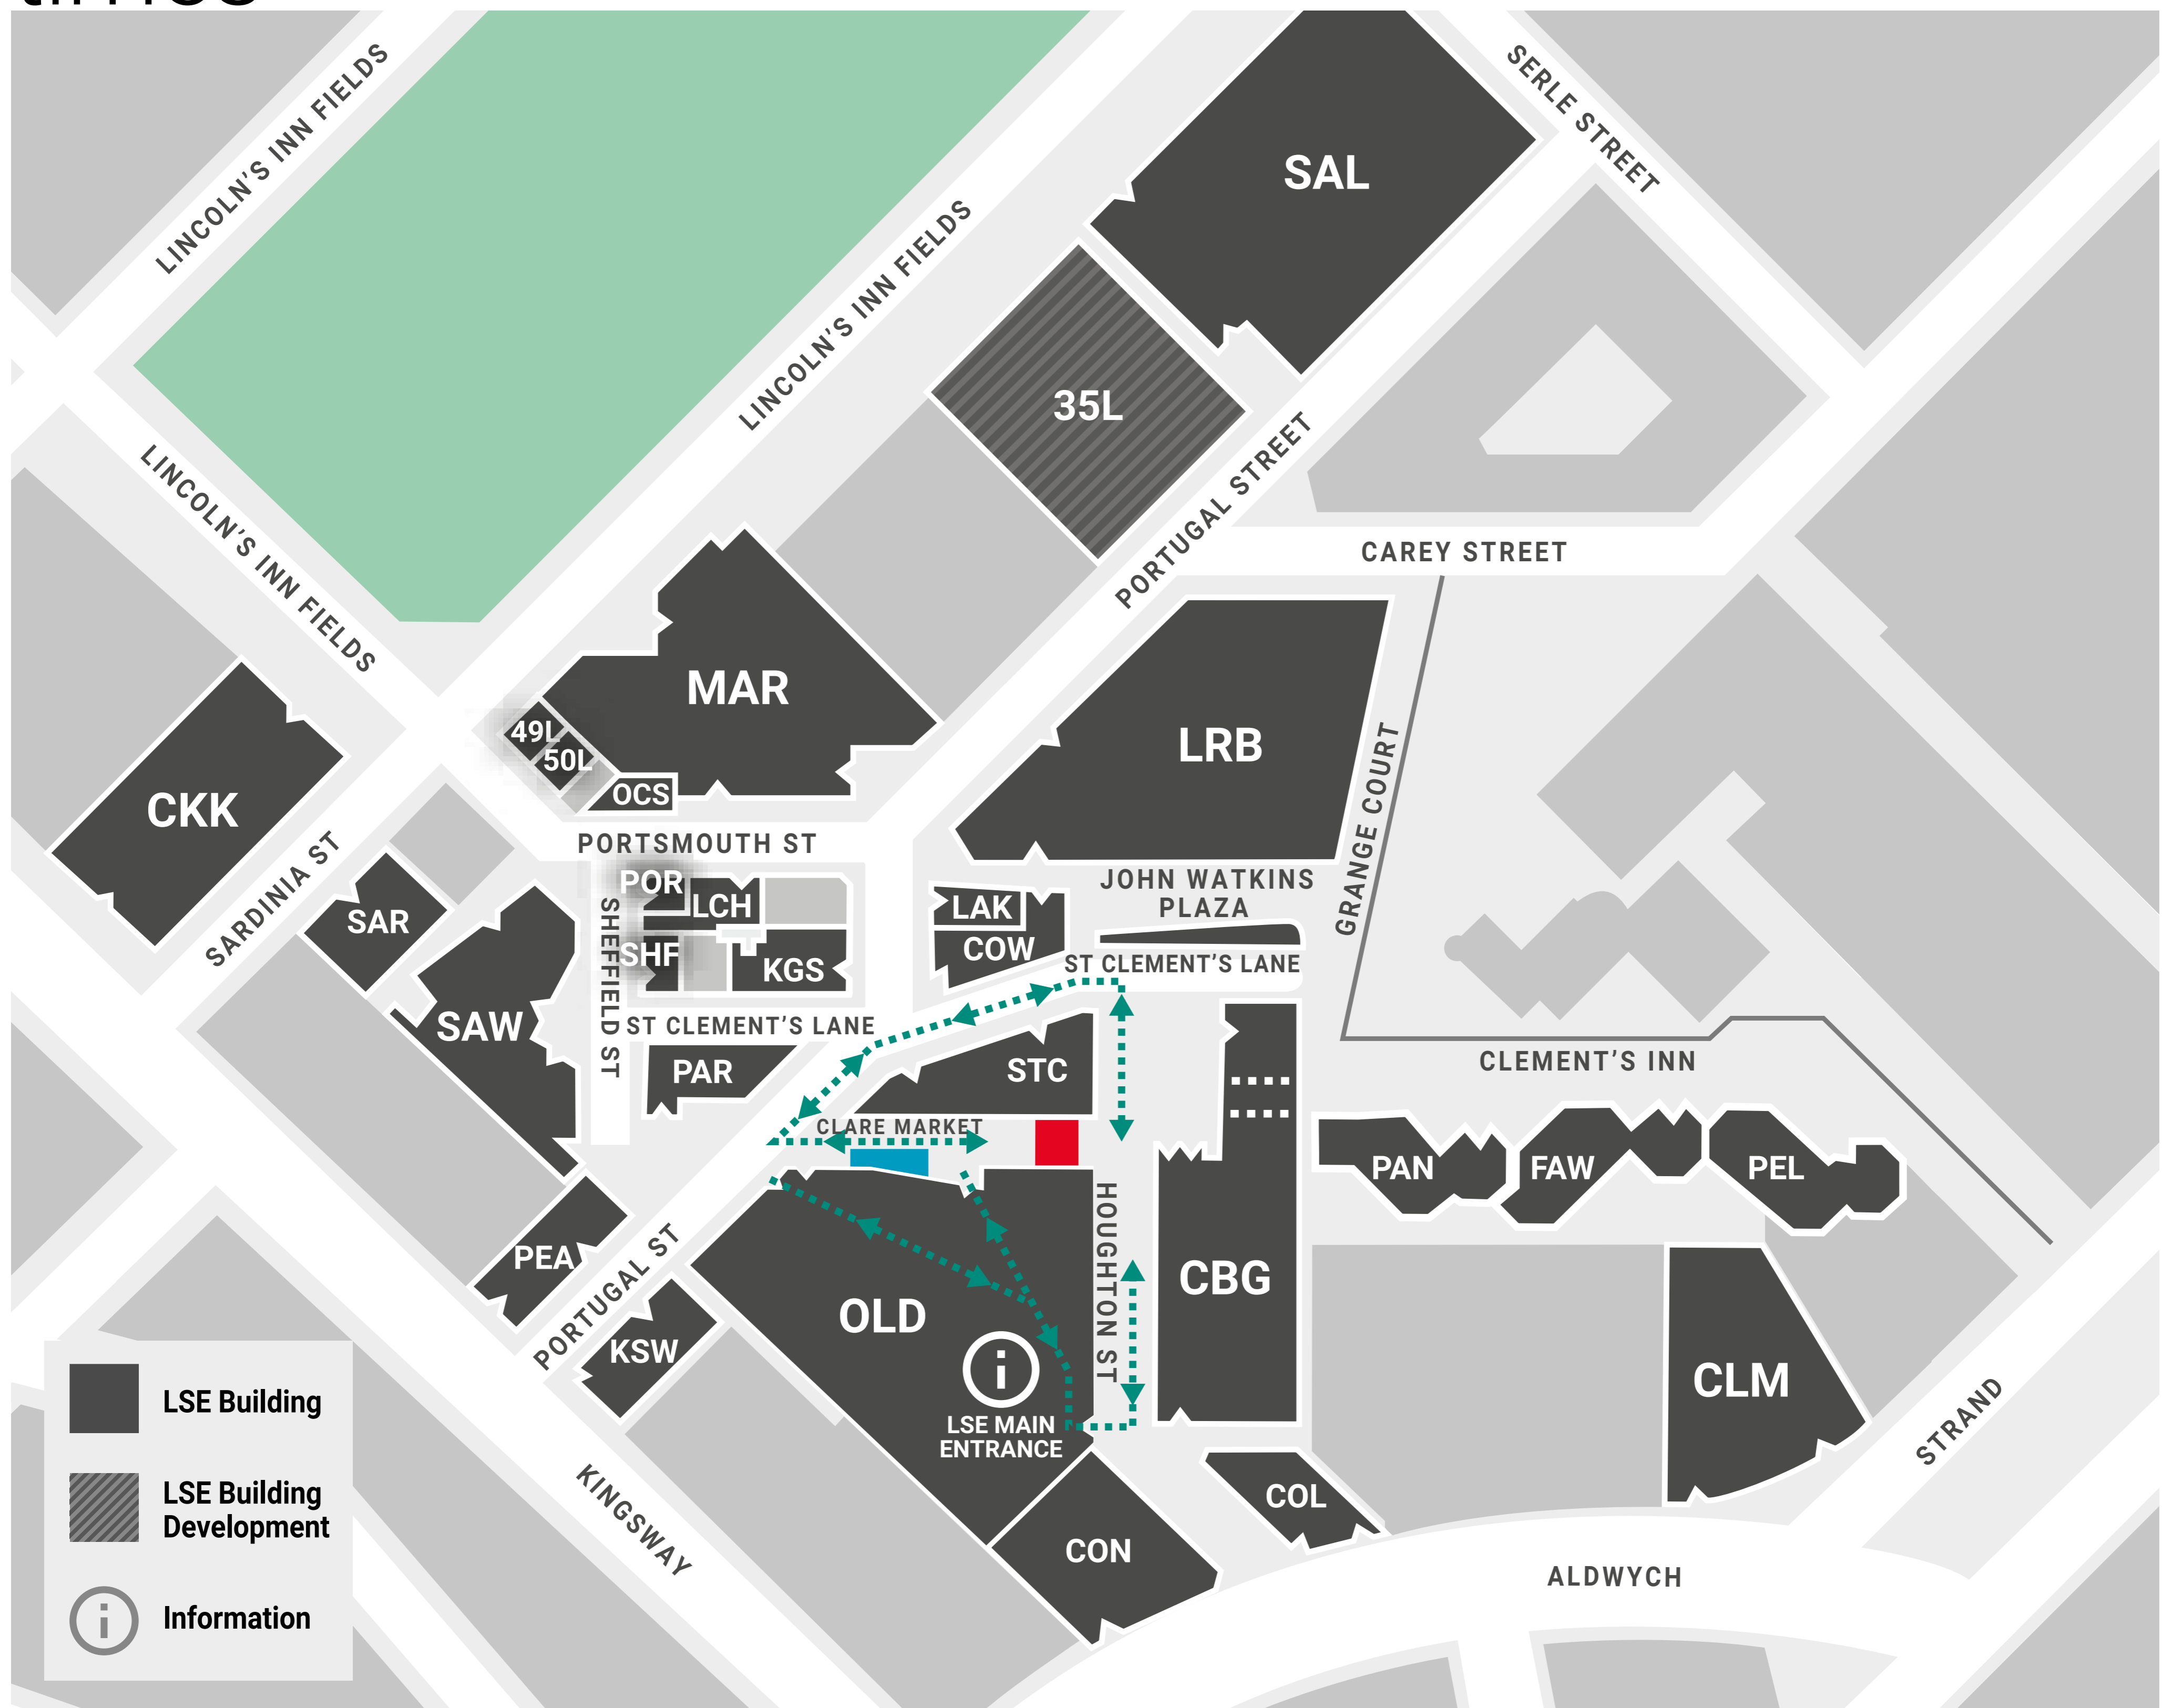 LINCOLN'S INN FIELDS
SERLE STREET
SAL
LINCOLN'S INN FIELDS
35L
PORTUGAL STREET
LINCOLN'S INN FIELDS
CAREY STREET
MAR
49L
50L
OCS
LRB
CKK
GRANGE COURT
SARDINIA ST
PORTSMOUTH ST
POR
LCH
LAK
JOHN WATKINS
PLAZA
SAR
SHEFFIELD ST
SHF
KGS
COW
ST CLEMENT'S LANE
SAW
ST CLEMENT'S LANE
PAR
STC
CLEMENT'S INN
CLARE MARKET
PAN
FAW
PEL
PEA
PORTUGAL ST
HOUGHTON ST
CBG
OLD
KSW
i
LSE MAIN
ENTRANCE
CLM
STRAND
COL
CON
KINGSWAY
ALDWYCH
LSE Building
LSE Building
Development
i
Information